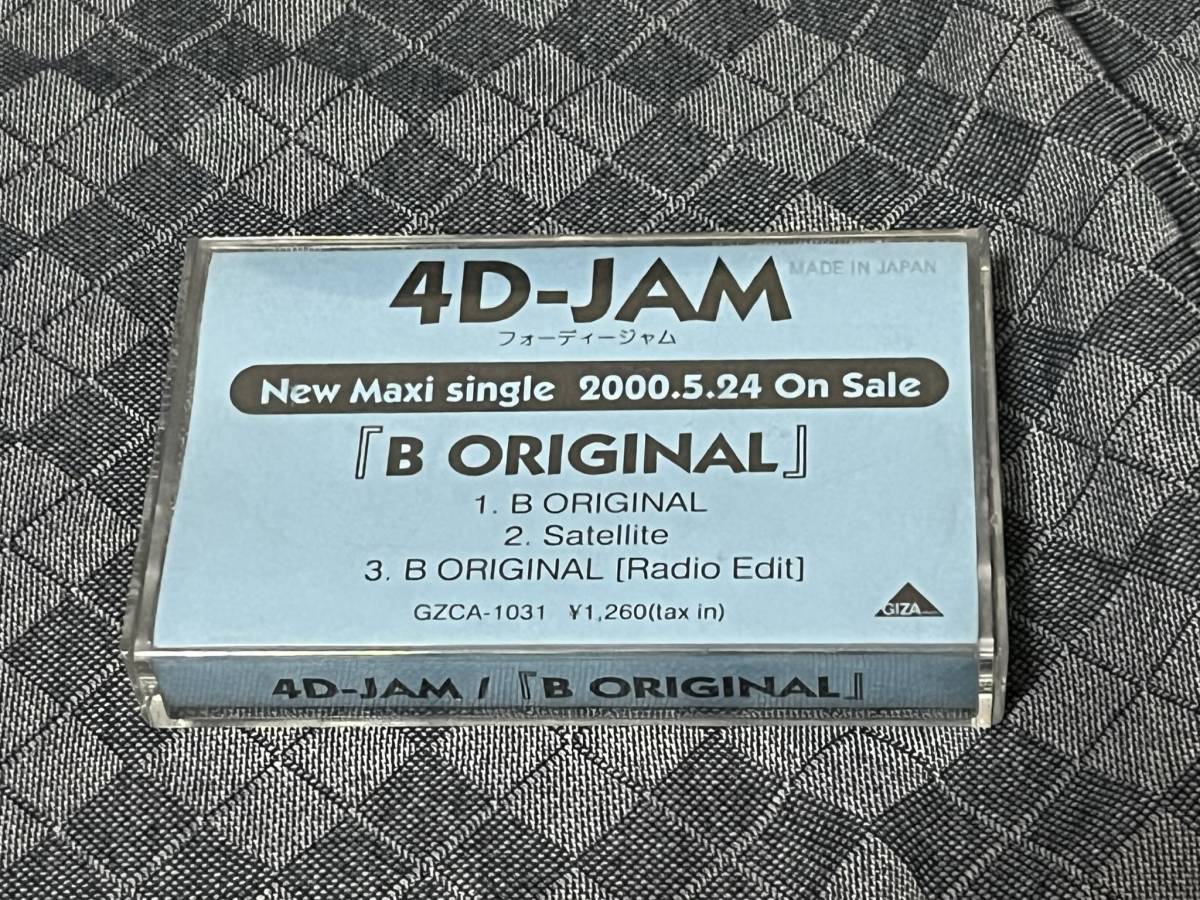 4D-JAM
MADE IN JAPAN
フォーディージャム
New Maxi single 2000.5.24 On Sale
『B ORIGINAL』
1. B ORIGINAL
2. Satellite
3. B ORIGINAL [Radio Edit]
GZCA-1031 ¥1,260(tax in)
GIZA
4D-JAM / 『B ORIGINAL』